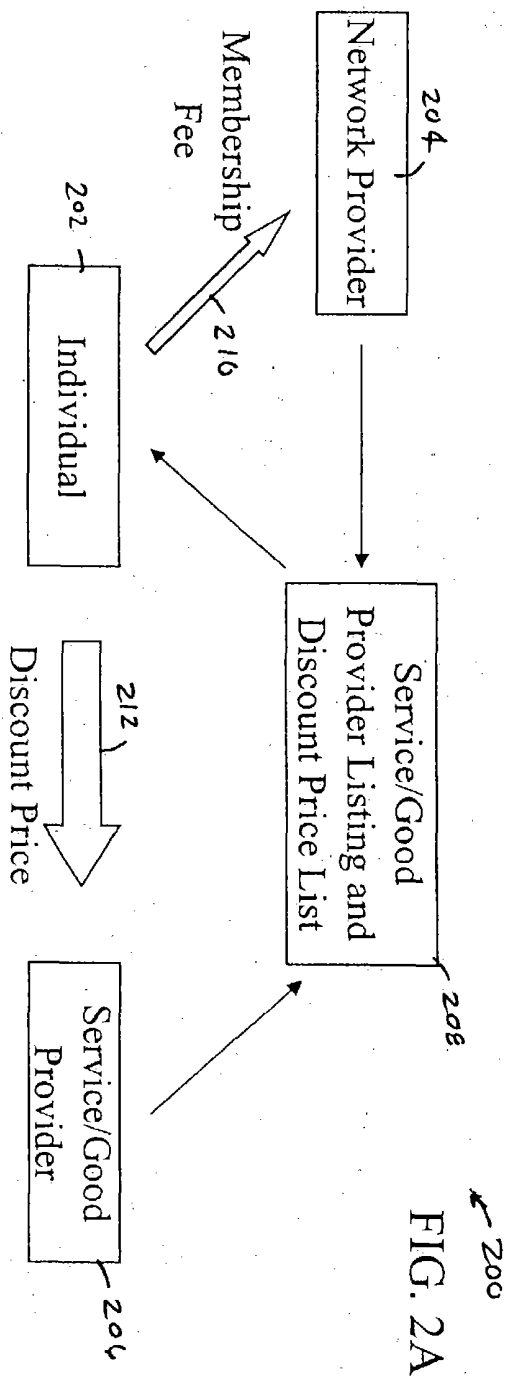 200
FIG. 2A
204
Network Provider
Service/Good
Provider Listing and
Discount Price List
208
Membership
Fee
210
202
Individual
212
Discount Price
Service/Good
Provider
206